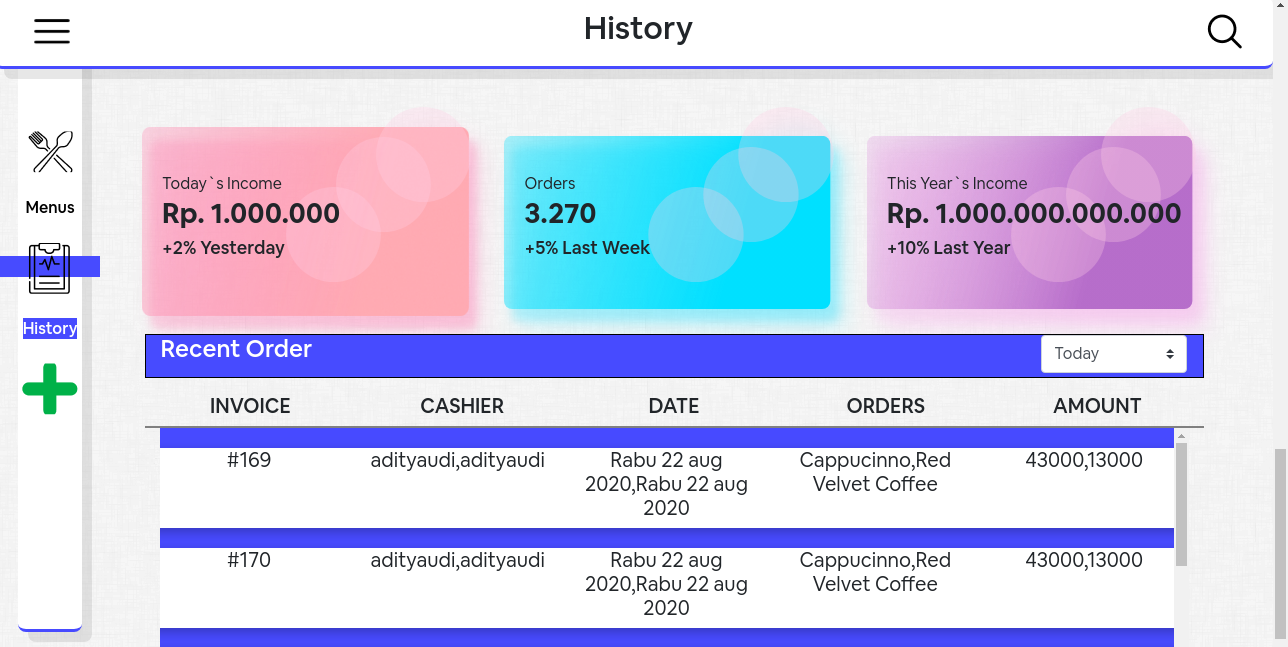 History
Menus
History
Today`s Income
Rp. 1.000.000
+2% Yesterday
Orders
3.270
+5% Last Week
This Year`s Income
Rp. 1.000.000.000.000
+10% Last Year
Recent Order
Today
INVOICE CASHIER DATE ORDERS AMOUNT
#169 adityaudi,adityaudi Rabu 22 aug Cappucinno,Red 43000,13000
2020,Rabu 22 aug Velvet Coffee
2020
#170 adityaudi,adityaudi Rabu 22 aug Cappucinno,Red 43000,13000
2020,Rabu 22 aug Velvet Coffee
2020